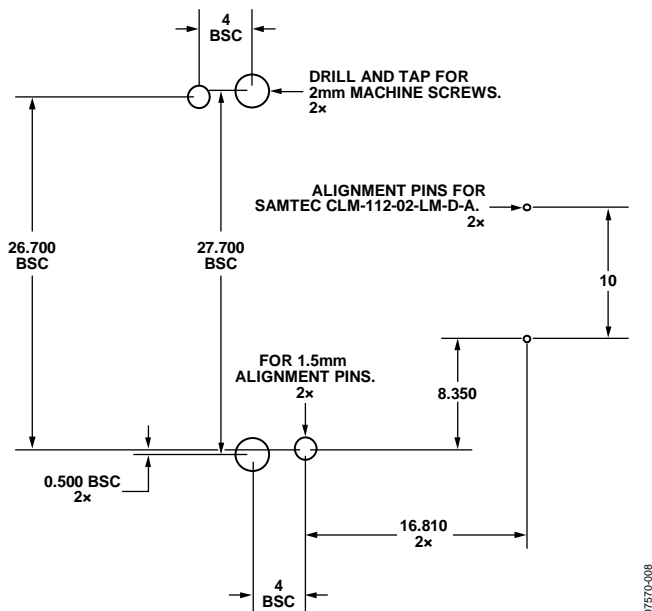 4
BSC
DRILL AND TAP FOR
2mm MACHINE SCREWS.
2×
ALIGNMENT PINS FOR
SAMTEC CLM-112-02-LM-D-A.
2×
26.700
BSC
27.700
BSC
10
FOR 1.5mm
ALIGNMENT PINS.
2×
8.350
0.500 BSC
2×
16.810
2×
4
BSC
07570-008